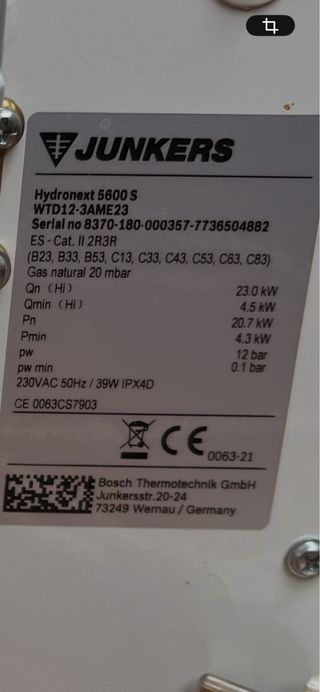 JUNKERS
Hydronext 5600 S
WTD12-3AME23
Serial no 8370-180-000357-7736504882
ES - Cat. II 2R3R
(B23, B33, B53, C13, C33, C43, C53, C63, C83)
Gas natural 20 mbar
Qn (Hi) 23.0 kW
Qmin (Hi) 4.5 kW
Pn 20.7 kW
Pmin 4.3 kW
pw 12 bar
pw min 0.1 bar
230VAC 50Hz / 39W IPX4D
CE 0063CS7903
CE 0063-21
Bosch Thermotechnik GmbH
Junkersstr.20-24
73249 Wernau / Germany